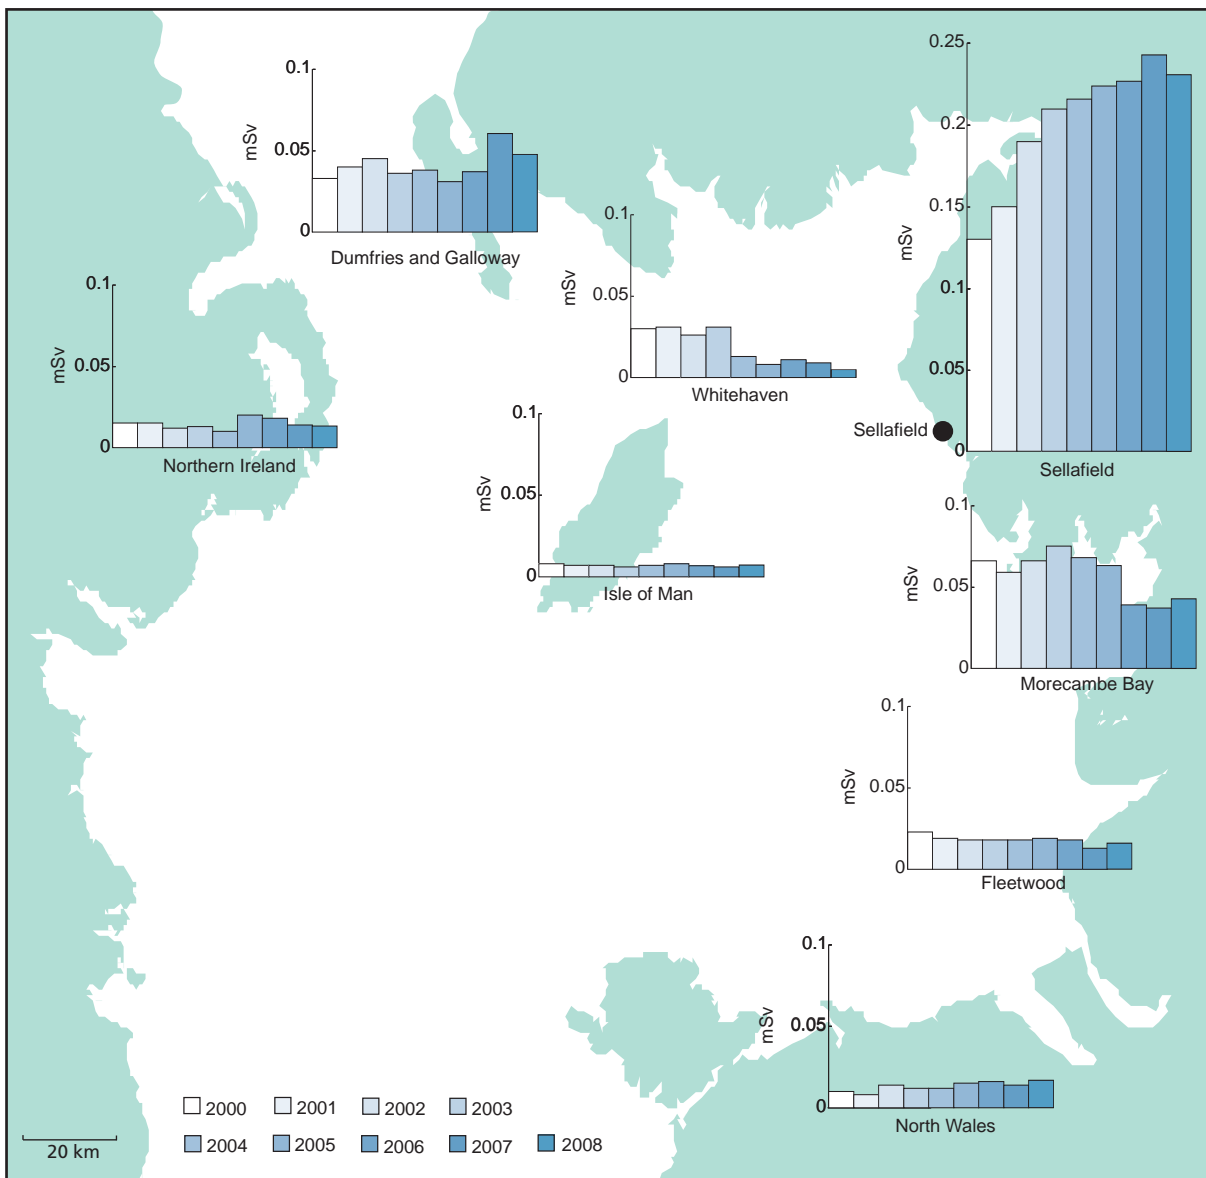 0.1
0.05
0
mSv
Dumfries and Galloway
0.25
0.2
0.15
0.1
0.05
0
mSv
Sellafield
Sellafield
0.1
0.05
0
mSv
Whitehaven
0.1
0.05
0
mSv
Northern Ireland
0.1
0.05
0
mSv
Isle of Man
0.1
0.05
0
mSv
Morecambe Bay
0.1
0.05
0
mSv
Fleetwood
0.1
0.05
0
mSv
North Wales
2000 2001 2002 2003
2004 2005 2006 2007 2008
20 km